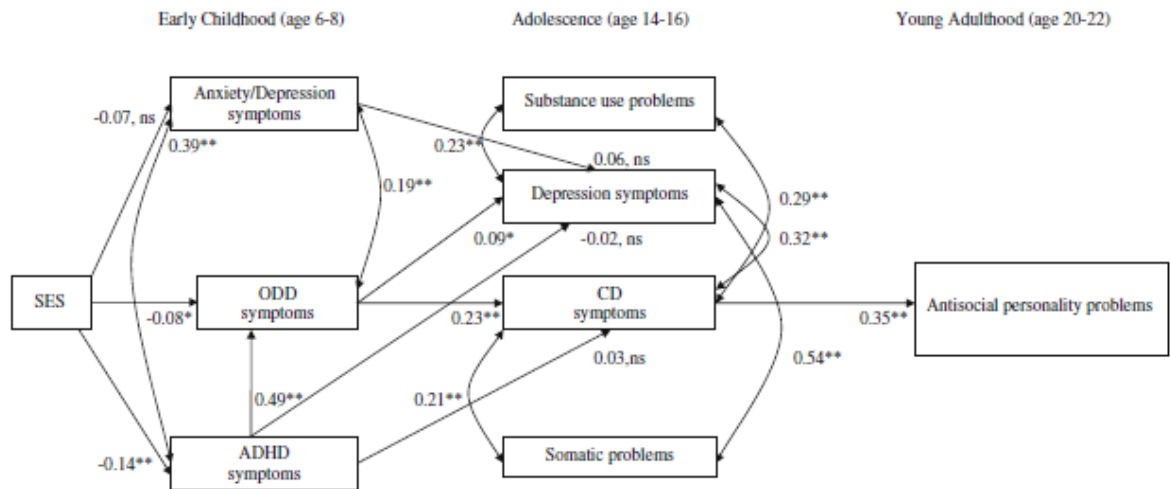 Early Childhood (age 6-8)
Adolescence (age 14-16)
Young Adulthood (age 20-22)
Anxiety/Depression
symptoms
Substance use problems
-0.07, ns
0.39**
0.23**
0.06, ns
0.19**
Depression symptoms
0.29**
0.09*
-0.02, ns
0.32**
SES
ODD
symptoms
CD
symptoms
Antisocial personality problems
-0.08*
0.23**
0.35**
0.03,ns
0.54**
0.49**
0.21**
-0.14**
ADHD
symptoms
Somatic problems